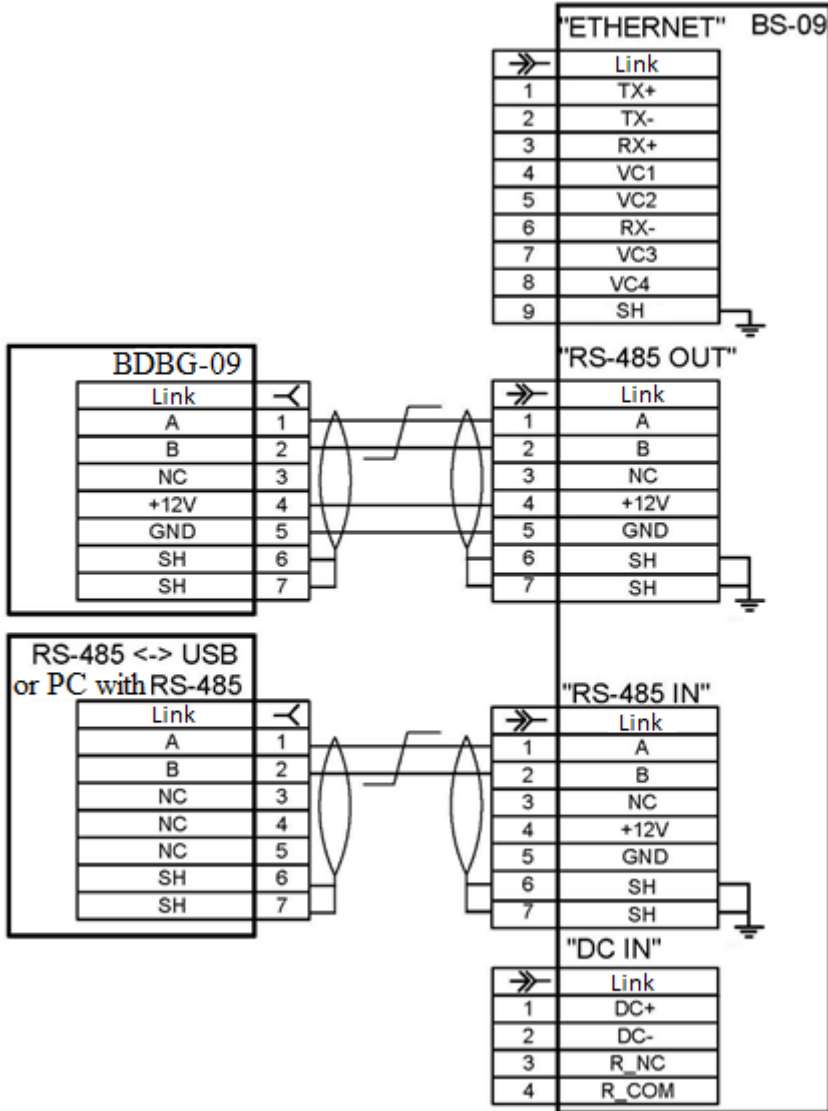 "ETHERNET" BS-09
Link
1 TX+
2 TX-
3 RX+
4 VC1
5 VC2
6 RX-
7 VC3
8 VC4
9 SH
BDBG-09
Link
A 1
B 2
NC 3
+12V 4
GND 5
SH 6
SH 7
"RS-485 OUT"
Link
1 A
2 B
3 NC
4 +12V
5 GND
6 SH
7 SH
RS-485 <-> USB
or PC with RS-485
Link
A 1
B 2
NC 3
NC 4
NC 5
SH 6
SH 7
"RS-485 IN"
Link
1 A
2 B
3 NC
4 +12V
5 GND
6 SH
7 SH
"DC IN"
Link
1 DC+
2 DC-
3 R_NC
4 R_COM